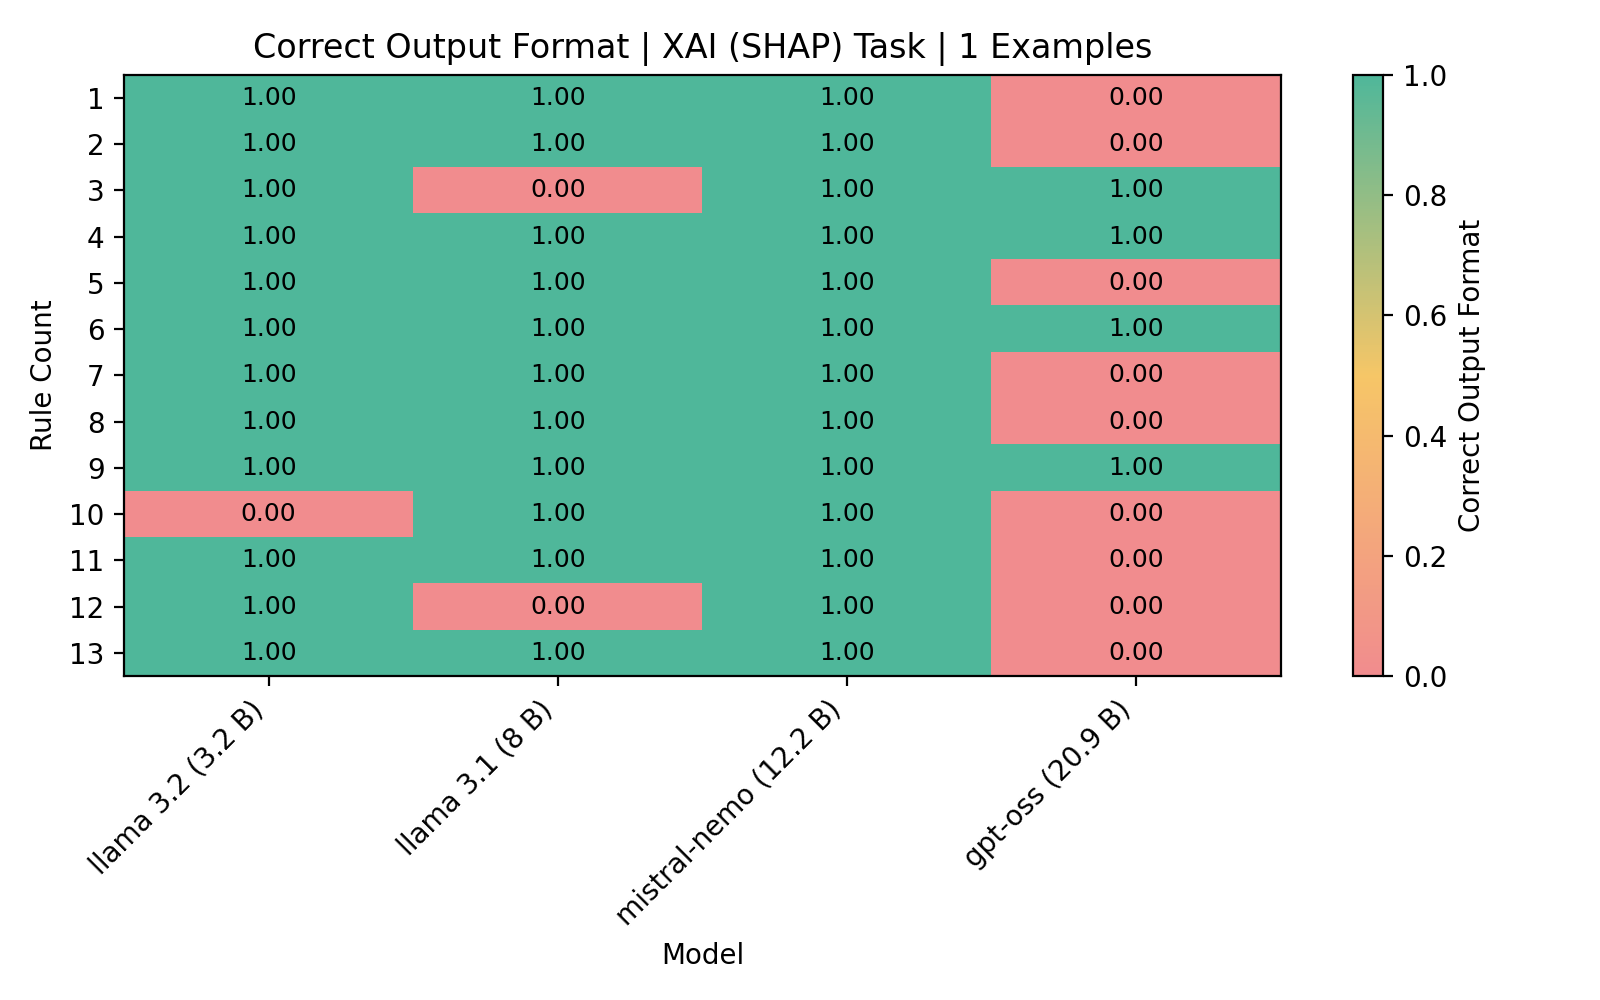 Correct Output Format | XAI (SHAP) Task | 1 Examples
Rule Count
1 1.00 1.00 1.00 0.00
2 1.00 1.00 1.00 0.00
3 1.00 0.00 1.00 1.00
4 1.00 1.00 1.00 1.00
5 1.00 1.00 1.00 0.00
6 1.00 1.00 1.00 1.00
7 1.00 1.00 1.00 0.00
8 1.00 1.00 1.00 0.00
9 1.00 1.00 1.00 1.00
10 0.00 1.00 1.00 0.00
11 1.00 1.00 1.00 0.00
12 1.00 0.00 1.00 0.00
13 1.00 1.00 1.00 0.00
llama 3.2 (3.2 B)
llama 3.1 (8 B)
mistral-nemo (12.2 B)
gpt-oss (20.9 B)
Model
1.0
0.8
0.6
0.4
0.2
0.0
Correct Output Format